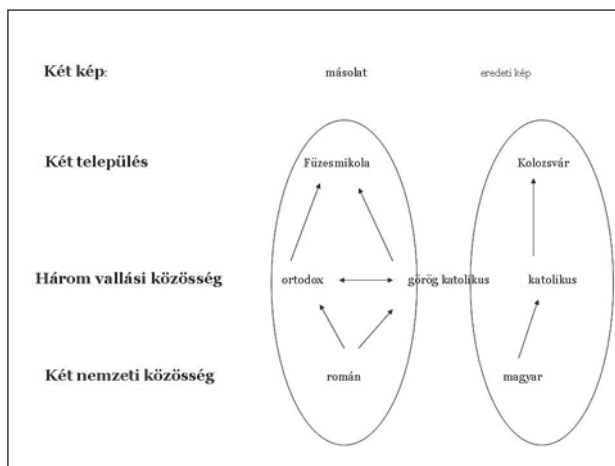 Két kép: másolat eredeti kép
Két település Füzesmikola Kolozsvár
Három vallási közösség ortodox görög katolikus katolikus
Két nemzeti közösség román magyar